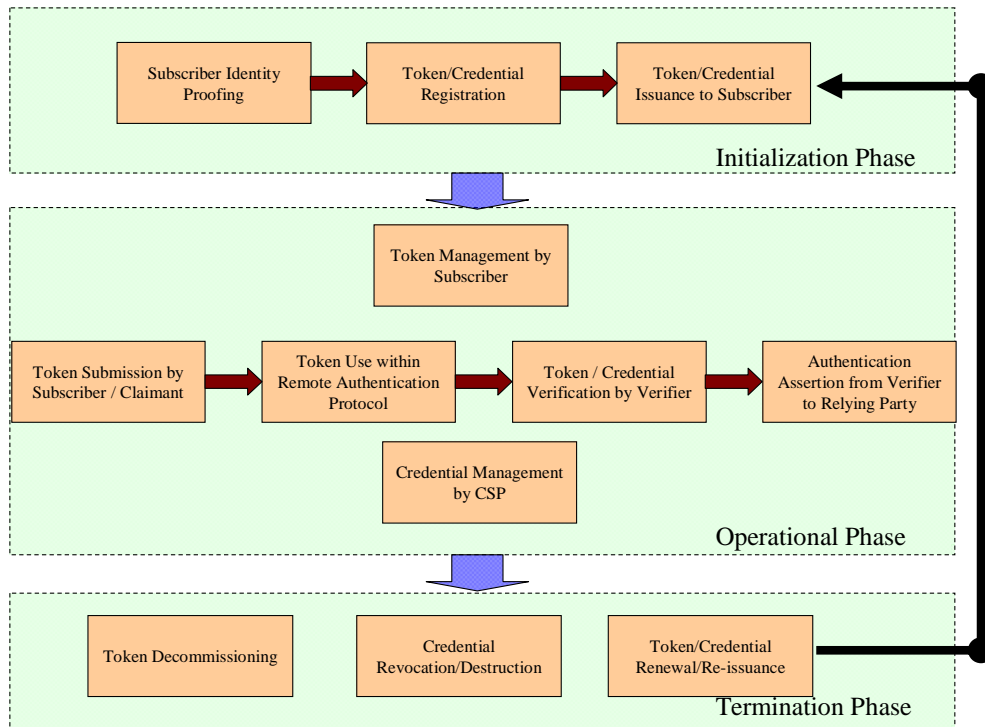 Subscriber Identity
Proofing
Token/Credential
Registration
Token/Credential
Issuance to Subscriber
Initialization Phase
Token Management by
Subscriber
Token Submission by
Subscriber / Claimant
Token Use within
Remote Authentication
Protocol
Token / Credential
Verification by Verifier
Authentication
Assertion from Verifier
to Relying Party
Credential Management
by CSP
Operational Phase
Token Decommissioning
Credential
Revocation/Destruction
Token/Credential
Renewal/Re-issuance
Termination Phase